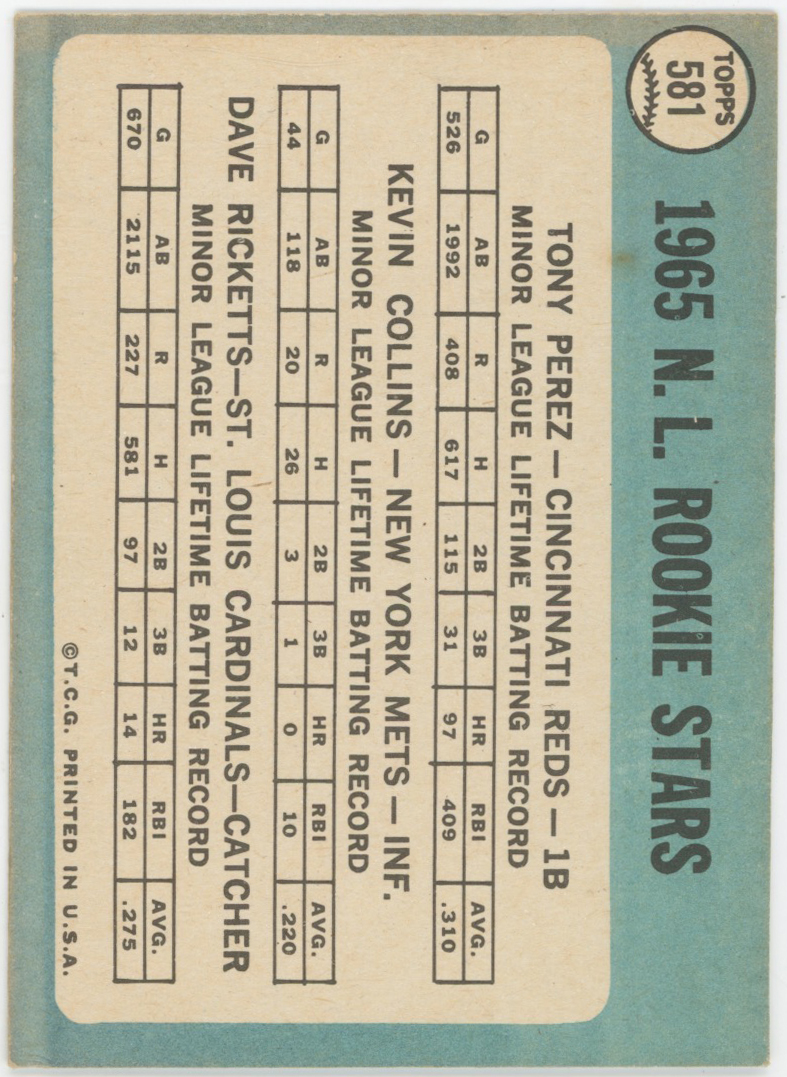 TOPPS
581
1965 N. L. ROOKIE STARS
TONY PEREZ — CINCINNATI REDS — 1B
MINOR LEAGUE LIFETIME BATTING RECORD
G AB R H 2B 3B HR RBI AVG.
526 1992 408 617 115 31 97 409 .310
KEVIN COLLINS — NEW YORK METS — INF.
MINOR LEAGUE LIFETIME BATTING RECORD
G AB R H 2B 3B HR RBI AVG.
44 118 20 26 3 1 0 10 .220
DAVE RICKETTS—ST. LOUIS CARDINALS—CATCHER
MINOR LEAGUE LIFETIME BATTING RECORD
G AB R H 2B 3B HR RBI AVG.
670 2115 227 581 97 12 14 182 .275
©T.C.G. PRINTED IN U.S.A.